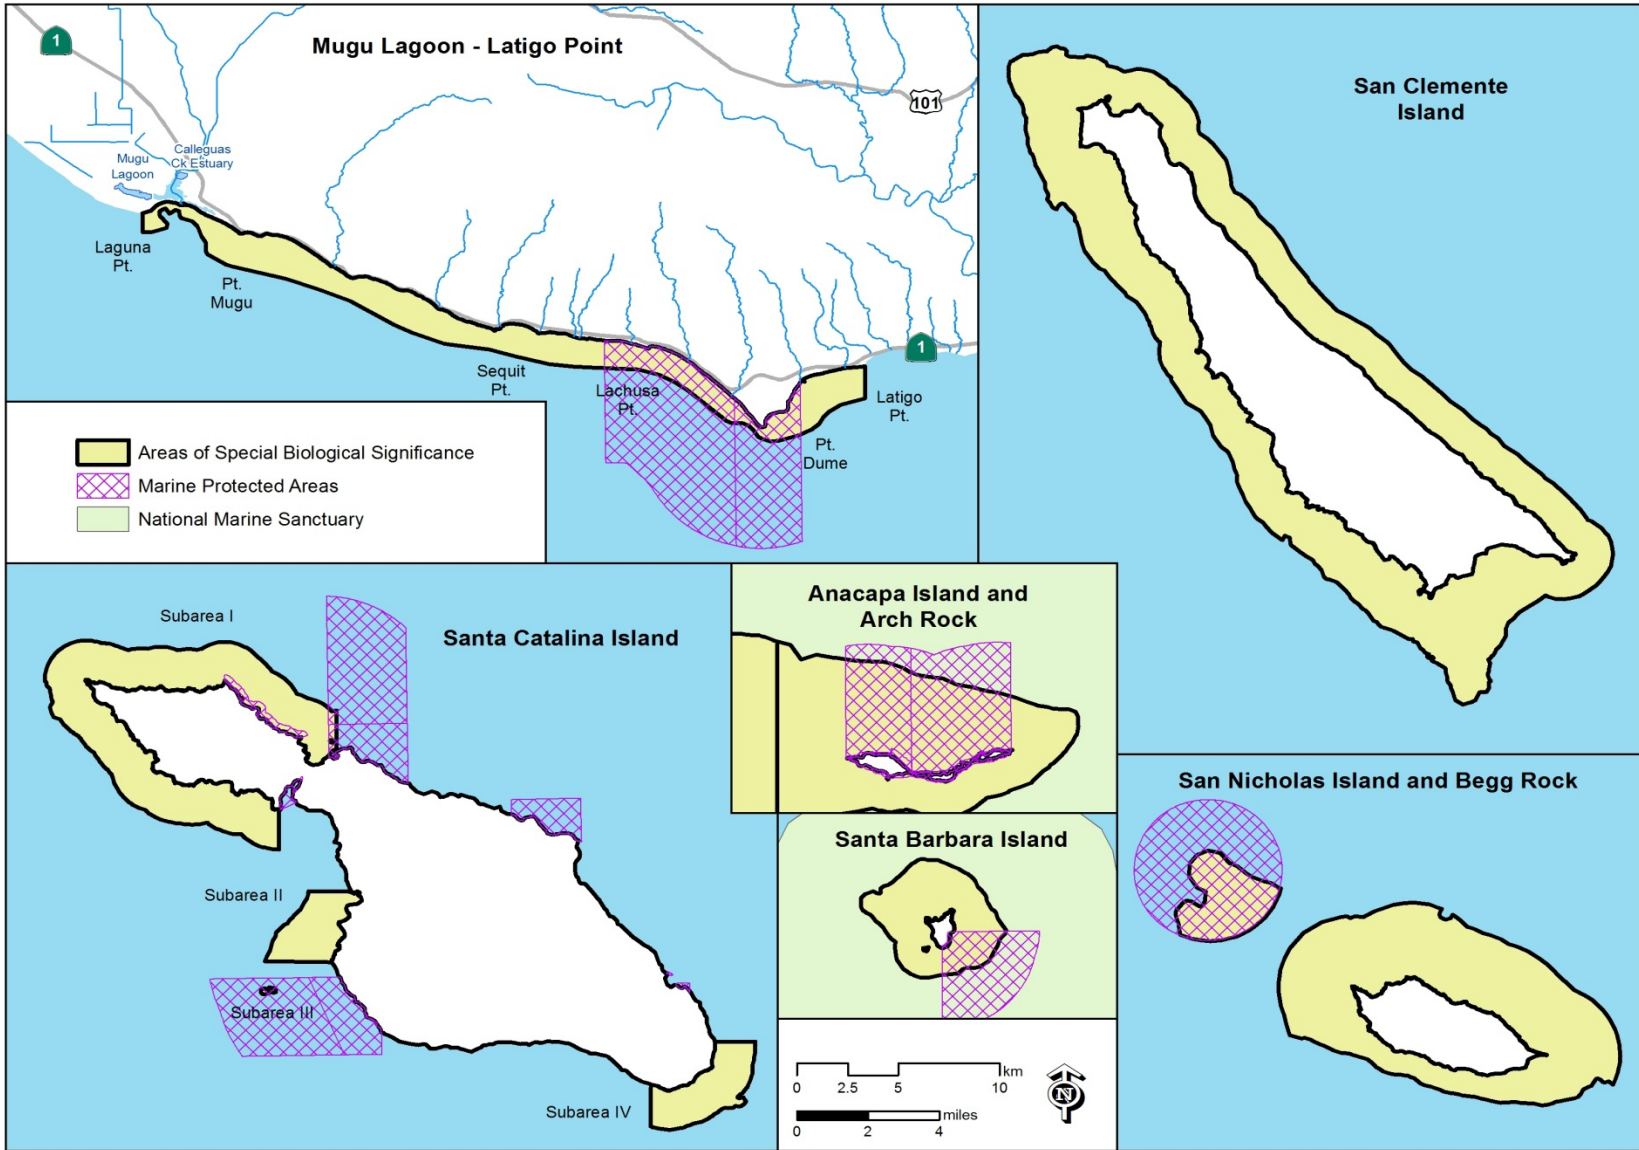 1
Mugu Lagoon - Latigo Point
101
Mugu
Lagoon
Calleguas
Ck Estuary
Laguna
Pt.
Pt.
Mugu
Sequit
Pt.
Lachusa
Pt.
1
Latigo
Pt.
Pt.
Dume
Areas of Special Biological Significance
Marine Protected Areas
National Marine Sanctuary
San Clemente
Island
Subarea I
Santa Catalina Island
Subarea II
Subarea III
Subarea IV
Anacapa Island and
Arch Rock
Santa Barbara Island
San Nicholas Island and Begg Rock
km
0 2.5 5 10
miles
0 2 4
N